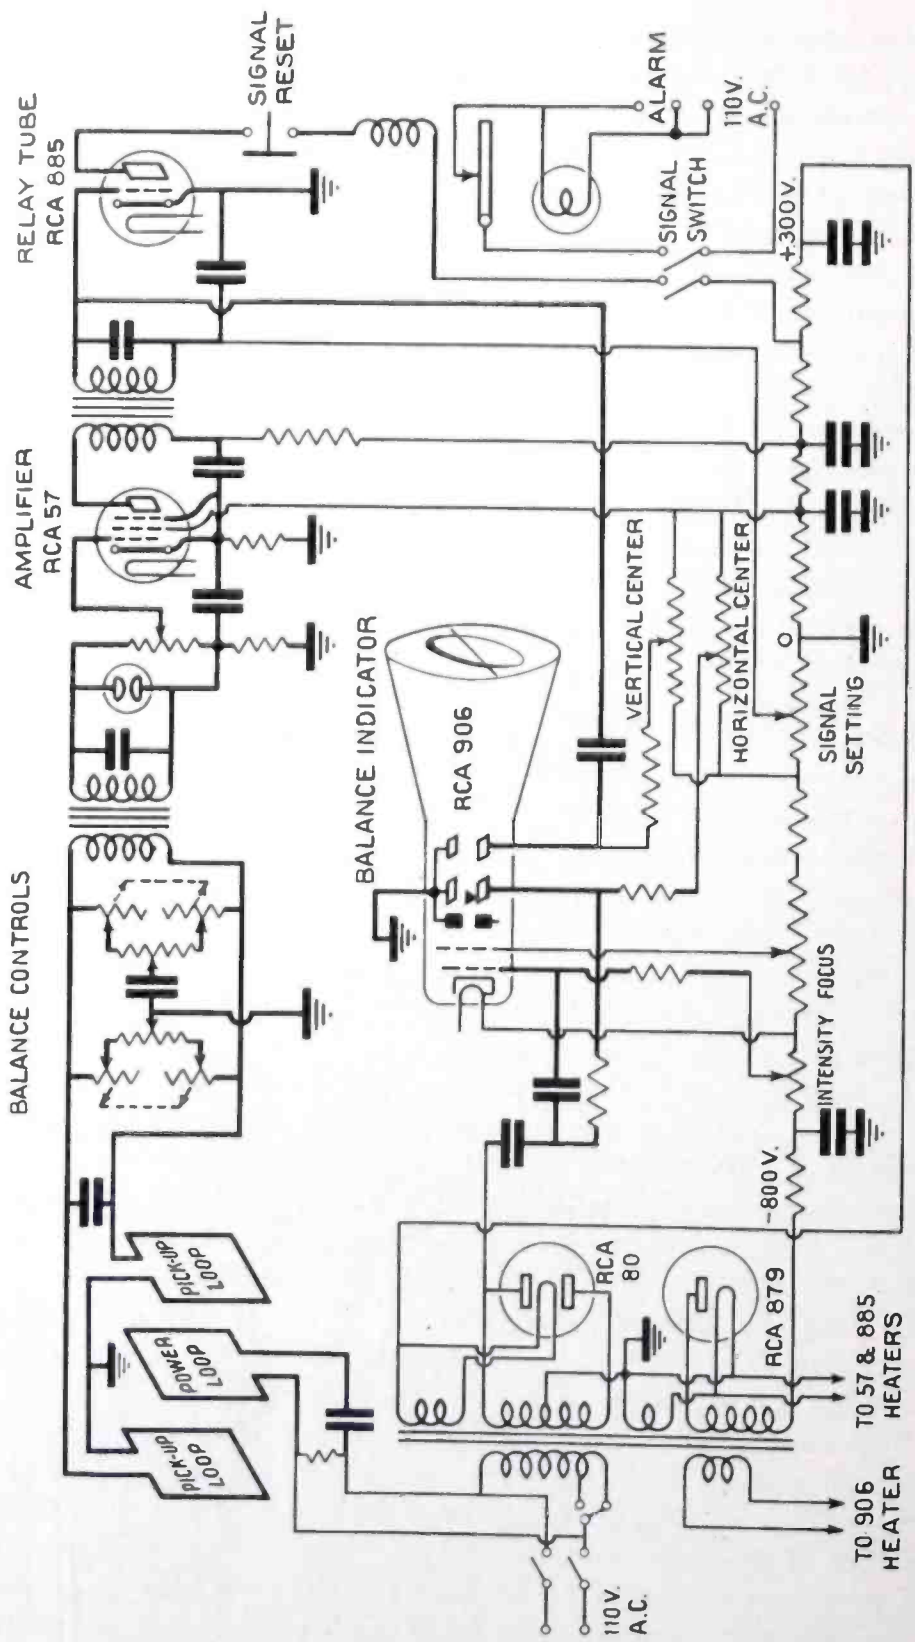 BALANCE CONTROLS
AMPLIFIER
RCA 57
RELAY TUBE
RCA 885
SIGNAL
RESET
PICK-UP
LOOP
POWER
LOOP
PICK-UP
LOOP
BALANCE INDICATOR
RCA 906
ALARM
110V.
A.C.
SIGNAL
SWITCH
VERTICAL CENTER
HORIZONTAL CENTER
+300V.
O
SIGNAL
SETTING
INTENSITY FOCUS
-800V.
RCA
80
RCA 879
110V.
A.C.
TO 906
HEATER
TO 57 & 885
HEATERS